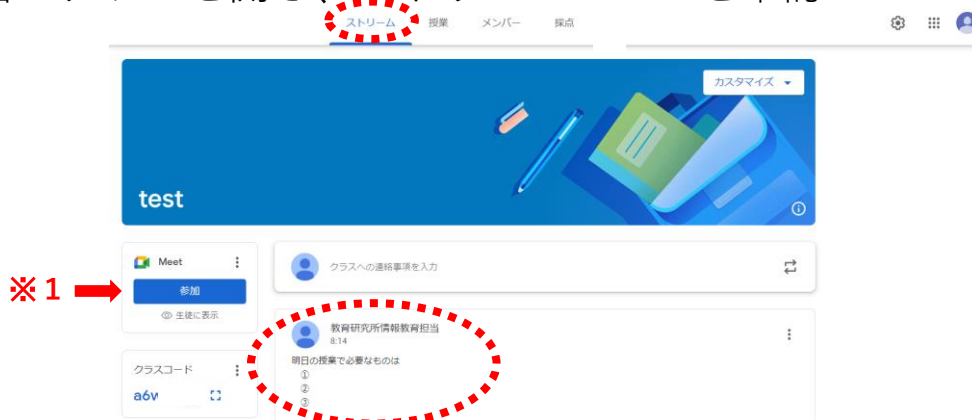 ストリーム 授業 メンバー 採点
カスタマイズ
test
Meet
クラスへの連絡事項を入力
※1
参加
生徒に表示
教育研究所情報教育担当
8:14
明日の授業で必要なものは
①
②
③
クラスコード
a6v